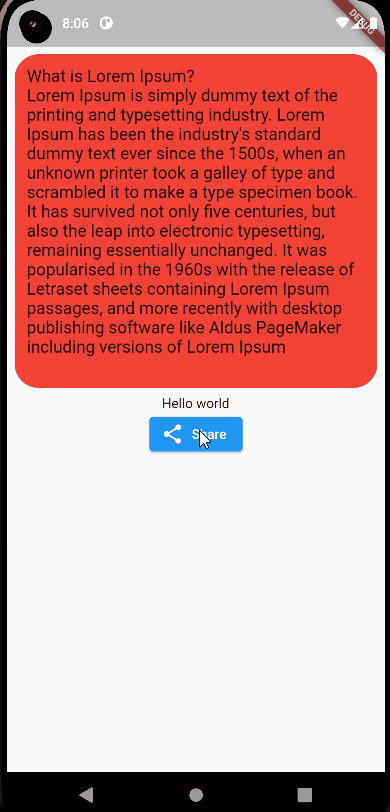 8:06
DEBUG
What is Lorem Ipsum?
Lorem Ipsum is simply dummy text of the
printing and typesetting industry. Lorem
Ipsum has been the industry's standard
dummy text ever since the 1500s, when an
unknown printer took a galley of type and
scrambled it to make a type specimen book.
It has survived not only five centuries, but
also the leap into electronic typesetting,
remaining essentially unchanged. It was
popularised in the 1960s with the release of
Letraset sheets containing Lorem Ipsum
passages, and more recently with desktop
publishing software like Aldus PageMaker
including versions of Lorem Ipsum
Hello world
Share